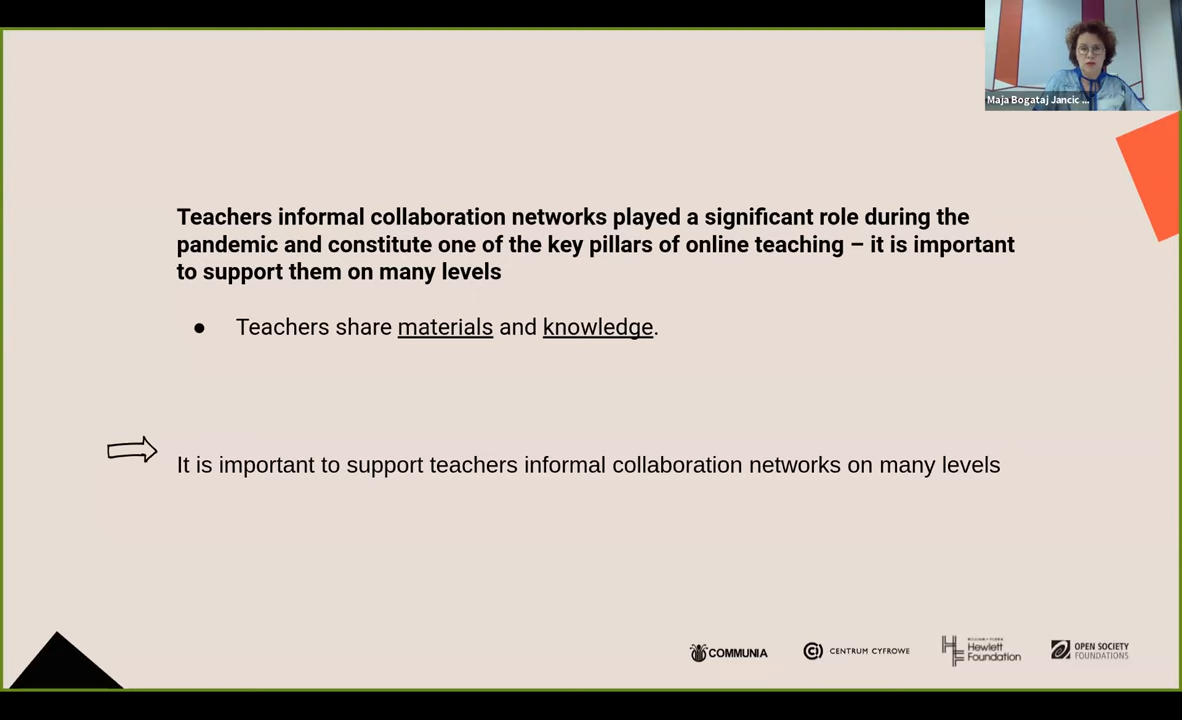 Maja Bogataj Jancic ...
Teachers informal collaboration networks played a significant role during the
pandemic and constitute one of the key pillars of online teaching – it is important
to support them on many levels
● Teachers share materials and knowledge.
It is important to support teachers informal collaboration networks on many levels
COMMUNIA
CENTRUM CYFROWE
Hewlett
Foundation
OPEN SOCIETY
FOUNDATIONS